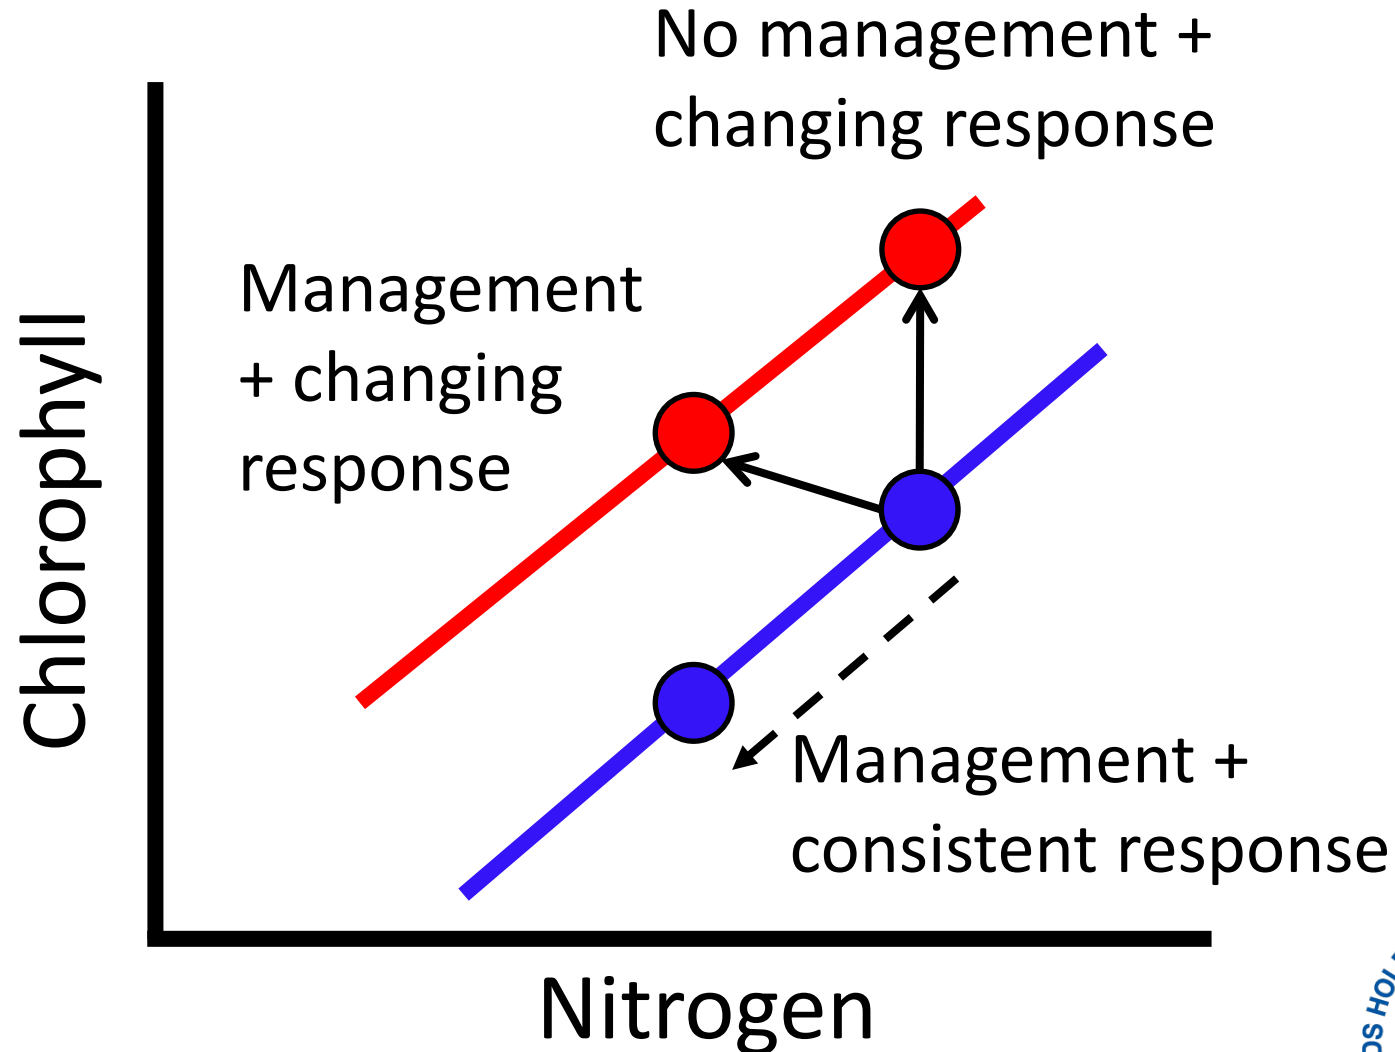 No management +
changing response
Management
+ changing
response
Chlorophyll
Management +
consistent response
Nitrogen